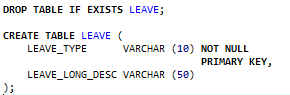 DROP TABLE IF EXISTS LEAVE;
CREATE TABLE LEAVE (
LEAVE_TYPE VARCHAR (10) NOT NULL
PRIMARY KEY,
LEAVE_LONG_DESC VARCHAR (50)
);